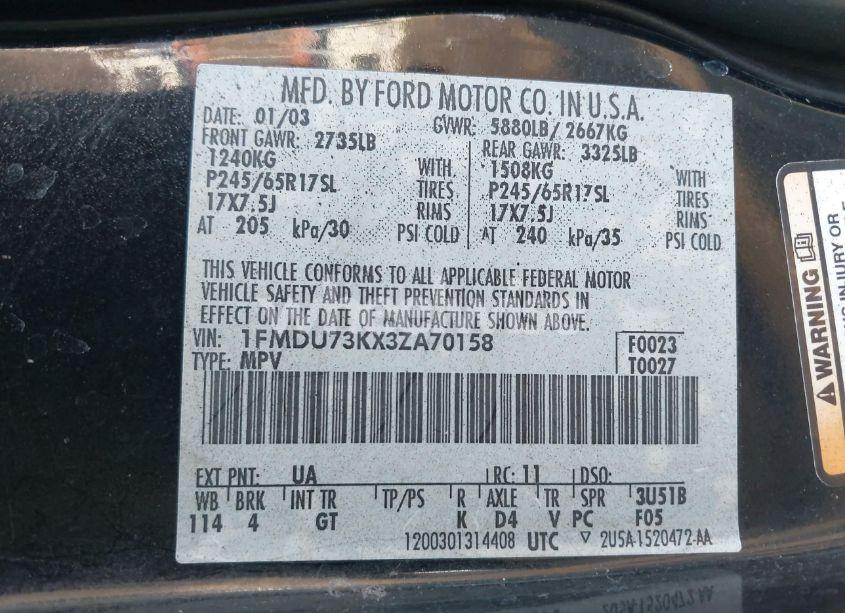 MFD. BY FORD MOTOR CO. IN U.S.A.
DATE: 01/03 GVWR: 5880LB/ 2667KG
FRONT GAWR: 2735LB REAR GAWR: 3325LB
1240KG WITH 1508KG WITH
P245/65R17SL TIRES P245/65R17SL TIRES
17X7.5J RIMS 17X7.5J RIMS
AT 205 kPa/30 PSI COLD AT 240 kPa/35 PSI COLD
THIS VEHICLE CONFORMS TO ALL APPLICABLE FEDERAL MOTOR
VEHICLE SAFETY AND THEFT PREVENTION STANDARDS IN
EFFECT ON THE DATE OF MANUFACTURE SHOWN ABOVE.
VIN: 1FMDU73KX3ZA70158 F0023
TYPE: MPV T0027
EXT PNT: UA RC: 11 DSO:
WB BRK INT TR TP/PS R AXLE TR SPR 3U51B
114 4 GT K D4 V PC F05
1200301314408 UTC ▽ 2U5A-1520472-AA
WARNING
INJURY OR